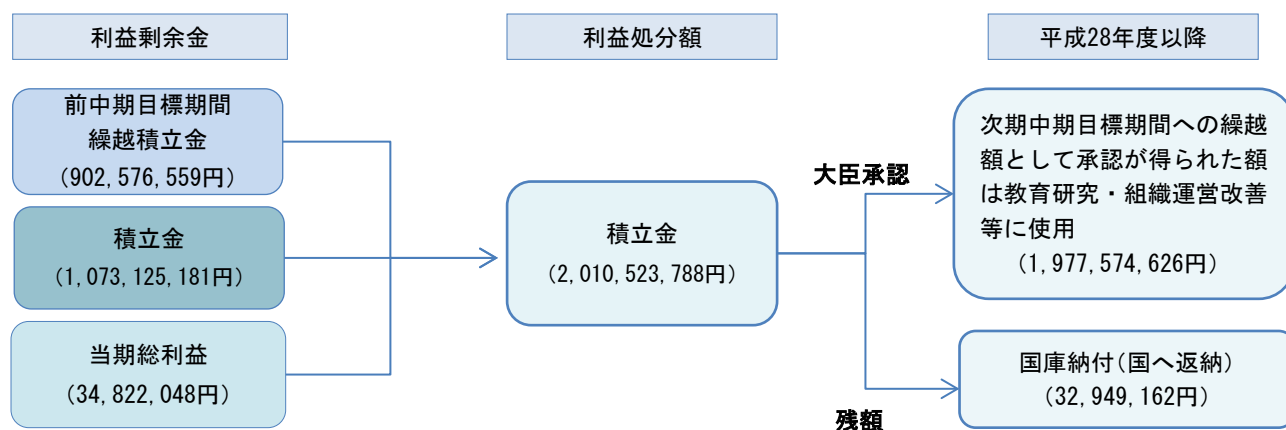 利益剰余金
利益処分額
平成28年度以降
前中期目標期間
繰越積立金
(902,576,559円)
積立金
(1,073,125,181円)
当期総利益
(34,822,048円)
積立金
(2,010,523,788円)
大臣承認
残額
次期中期目標期間への繰越
額として承認が得られた額
は教育研究・組織運営改善
等に使用
(1,977,574,626円)
国庫納付(国へ返納)
(32,949,162円)